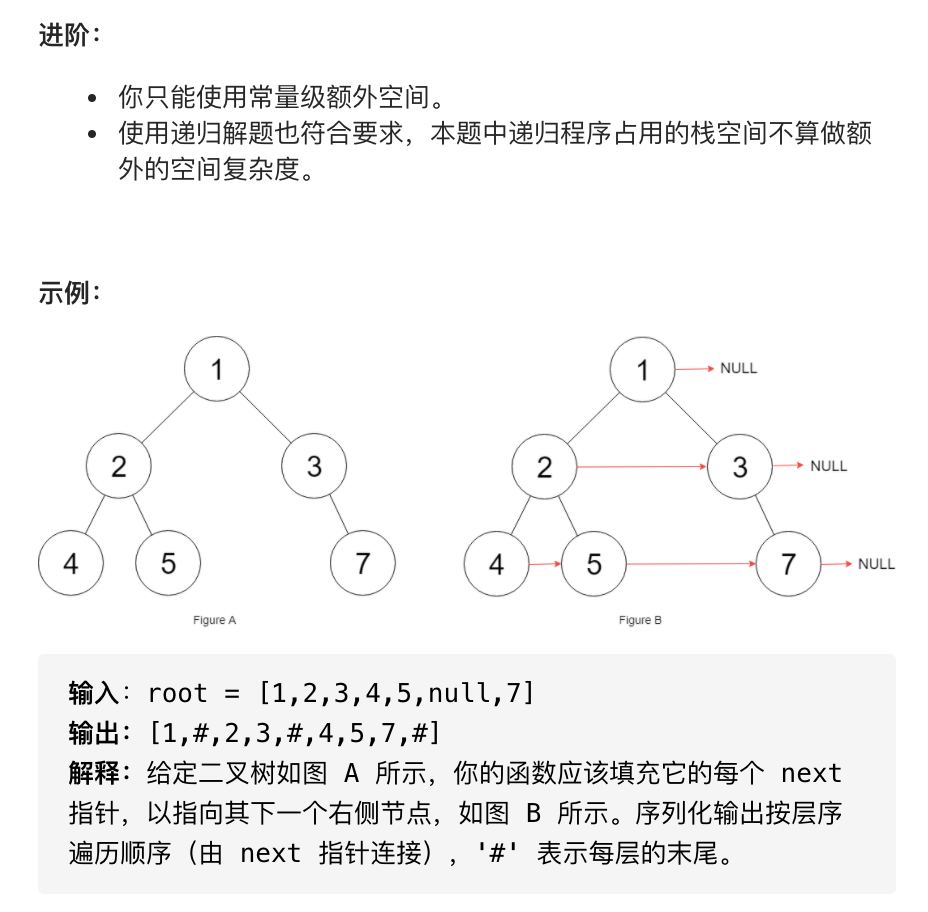 进阶：
• 你只能使用常量级额外空间。
• 使用递归解题也符合要求，本题中递归程序占用的栈空间不算做额
外的空间复杂度。
示例：
1 1 NULL
2 3 2 3 NULL
4 5 7 4 5 7 NULL
Figure A Figure B
输入：root = [1,2,3,4,5,null,7]
输出：[1,#,2,3,#,4,5,7,#]
解释：给定二叉树如图 A 所示，你的函数应该填充它的每个 next
指针，以指向其下一个右侧节点，如图 B 所示。序列化输出按层序
遍历顺序（由 next 指针连接），'#' 表示每层的末尾。